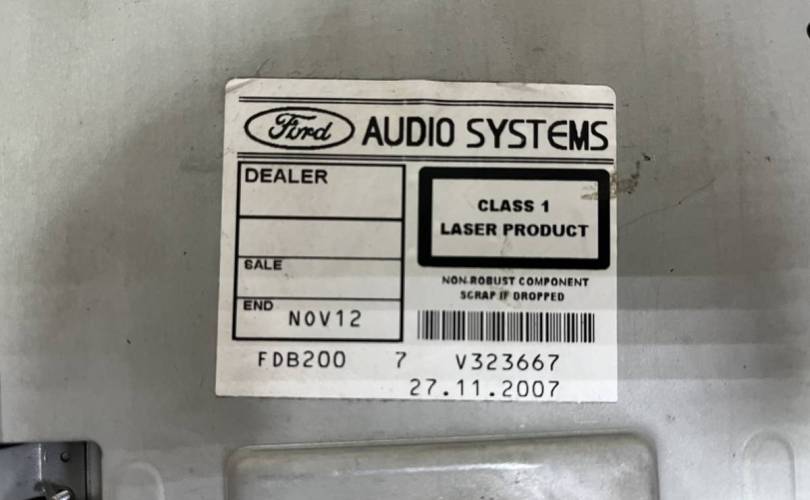 Ford AUDIO SYSTEMS
DEALER
SALE
END NOV12
CLASS 1
LASER PRODUCT
NON-ROBUST COMPONENT
SCRAP IF DROPPED
FDB200 7 V323667
27.11.2007